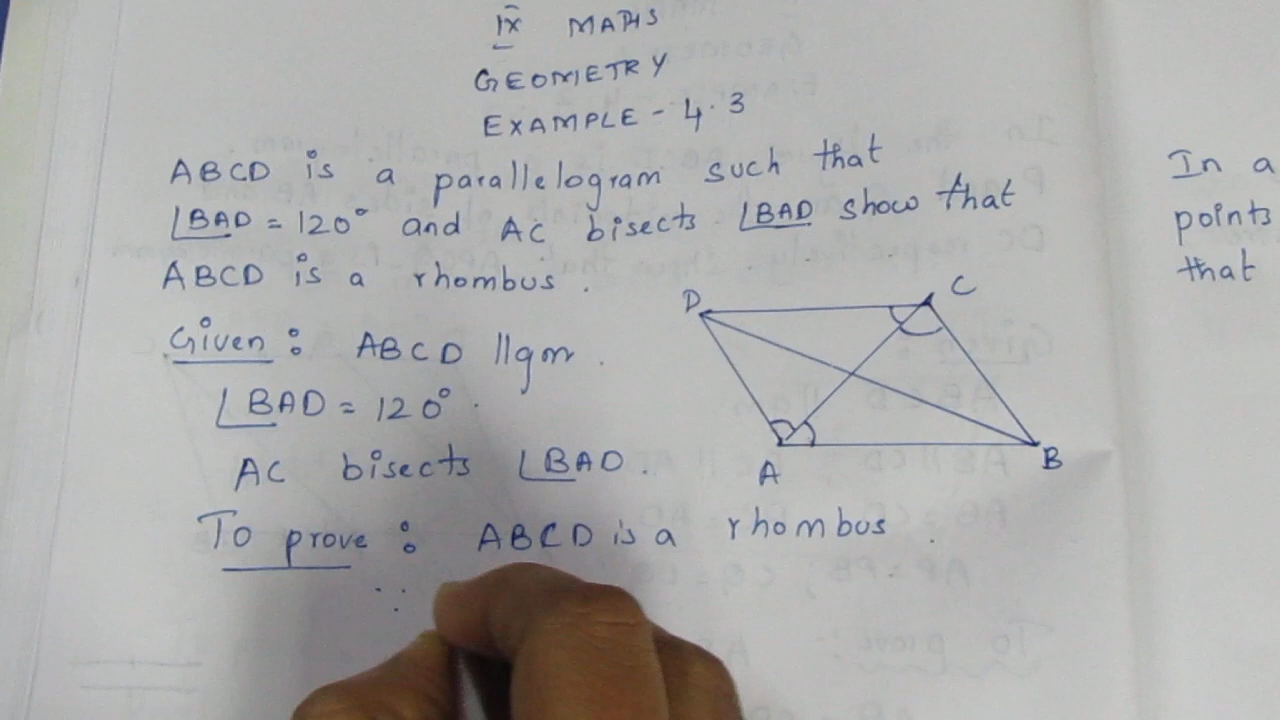 IX MATHS
GEOMETRY
EXAMPLE - 4.3
ABCD is a parallelogram such that
∠BAD = 120° and AC bisects ∠BAD show that
ABCD is a rhombus.
Given : ABCD ||gm.
∠BAD = 120°.
AC bisects ∠BAD.
To prove : ABCD is a rhombus.
∵
D
C
A
B
In a
points
that